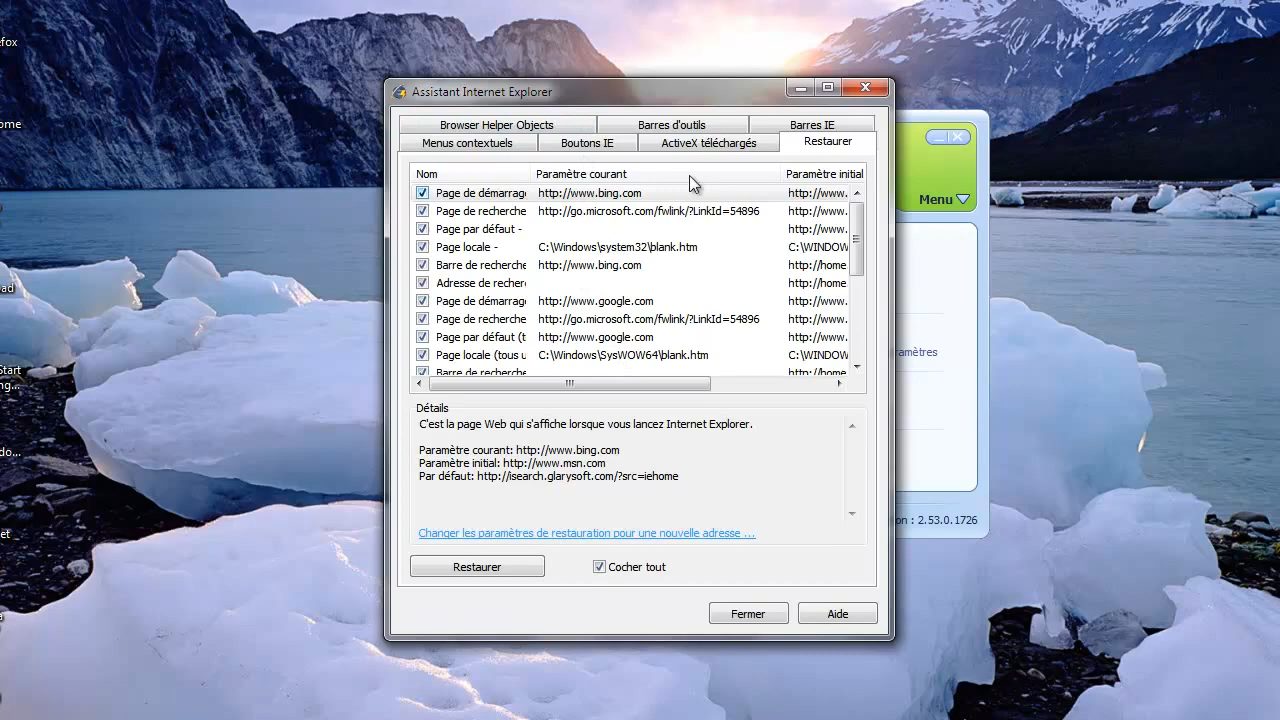 efox
ome
ad
Start
ng...
do...
et
Assistant Internet Explorer
Browser Helper Objects Barres d'outils Barres IE
Menus contextuels Boutons IE ActiveX téléchargés Restaurer
Nom Paramètre courant Paramètre initial
Page de démarrag http://www.bing.com http://www.
Page de recherche http://go.microsoft.com/fwlink/?LinkId=54896 http://www.
Page par défaut - http://www.
Page locale - C:\Windows\system32\blank.htm C:\WINDOW
Barre de recherche http://www.bing.com http://home
Adresse de recher http://home
Page de démarrag http://www.google.com http://www.
Page de recherche http://go.microsoft.com/fwlink/?LinkId=54896 http://www.
Page par défaut (t http://www.google.com http://www.
Page locale (tous u C:\Windows\SysWOW64\blank.htm C:\WINDOW
Barre de recherche http://home
Détails
C'est la page Web qui s'affiche lorsque vous lancez Internet Explorer.
Paramètre courant: http://www.bing.com
Paramètre initial: http://www.msn.com
Par défaut: http://isearch.glarysoft.com/?src=iehome
Changer les paramètres de restauration pour une nouvelle adresse ...
Restaurer Cocher tout
Fermer Aide
Menu
amètres
on : 2.53.0.1726